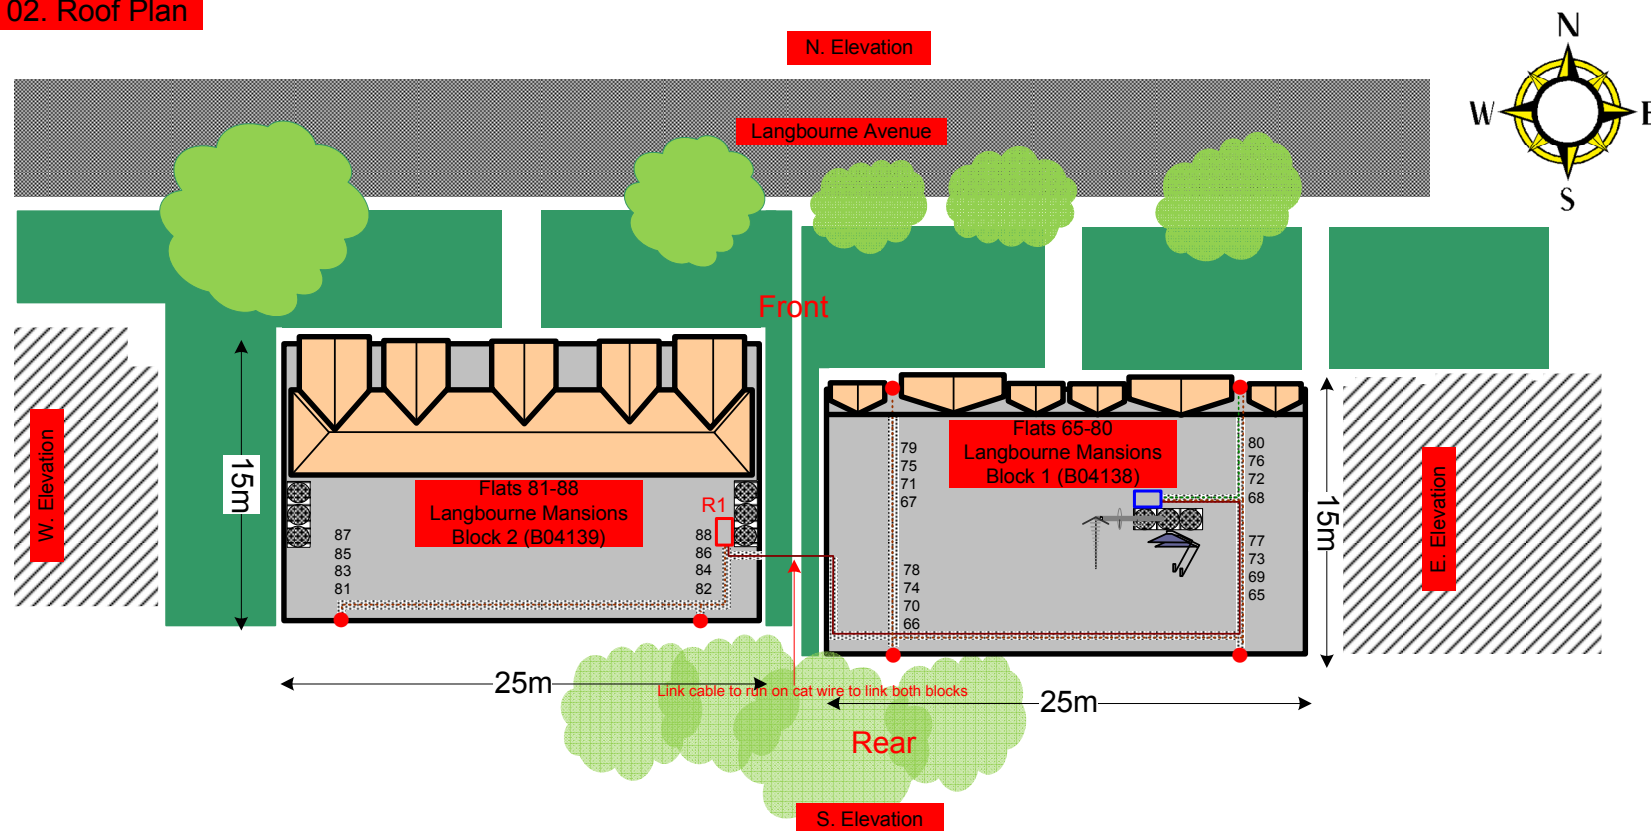 02. Roof Plan
N. Elevation
N
W
E
S
Langbourne Avenue
Front
W. Elevation
15m
Flats 81-88
Langbourne Mansions
Block 2 (B04139)
R1
87
85
83
81
88
86
84
82
25m
Flats 65-80
Langbourne Mansions
Block 1 (B04138)
79
75
71
67
80
76
72
68
78
74
70
66
77
73
69
65
15m
E. Elevation
Link cable to run on cat wire to link both blocks
25m
Rear
S. Elevation